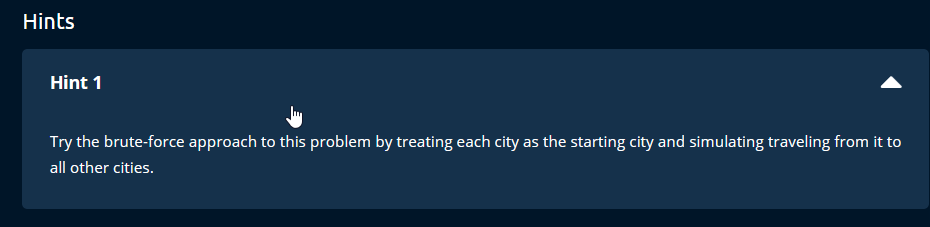 Hints
Hint 1
Try the brute-force approach to this problem by treating each city as the starting city and simulating traveling from it to
all other cities.